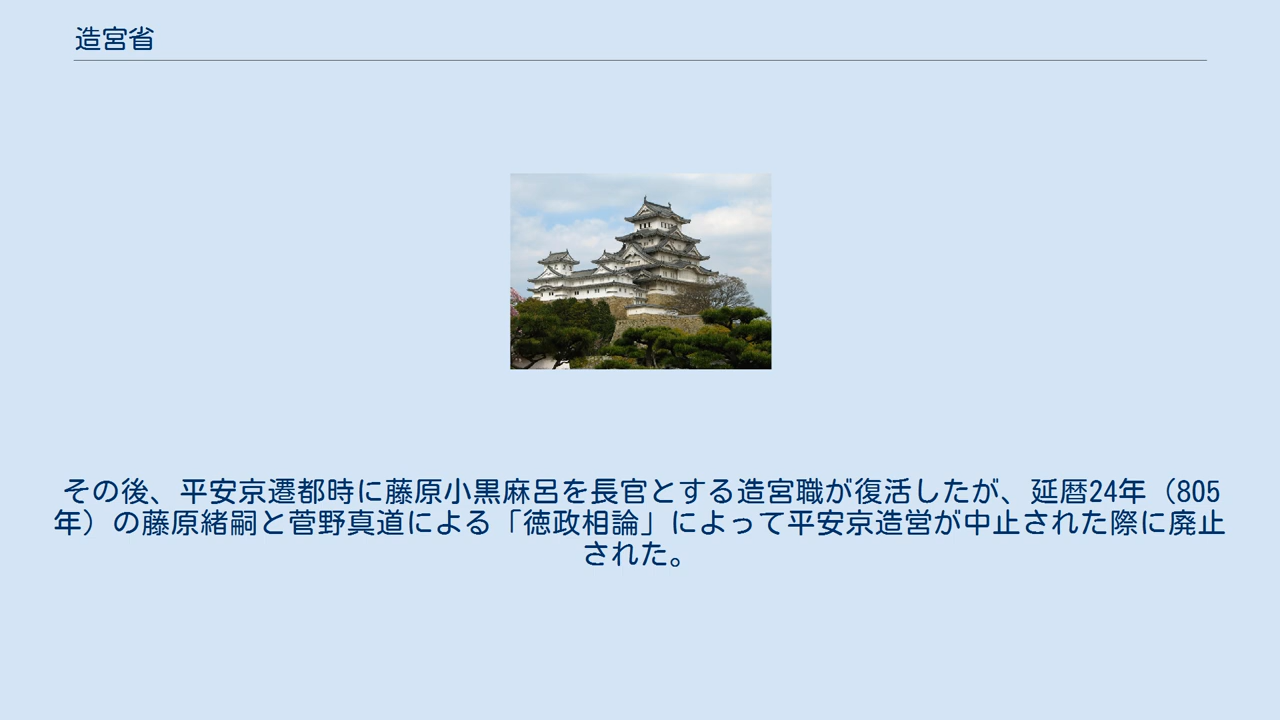 造宮省
その後、平安京遷都時に藤原小黒麻呂を長官とする造宮職が復活したが、延暦24年（805
年）の藤原緒嗣と菅野真道による「徳政相論」によって平安京造営が中止された際に廃止
された。